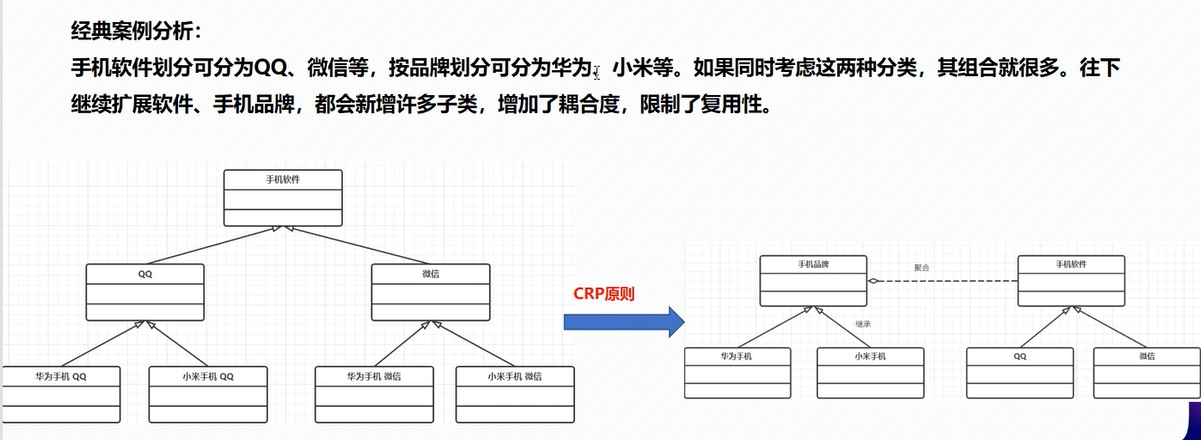 经典案例分析：
手机软件划分可分为QQ、微信等，按品牌划分可分为华为、小米等。如果同时考虑这两种分类，其组合就很多。往下
继续扩展软件、手机品牌，都会新增许多子类，增加了耦合度，限制了复用性。
手机软件
QQ
微信
华为手机 QQ
小米手机 QQ
华为手机 微信
小米手机 微信
CRP原则
手机品牌
聚合
手机软件
继承
华为手机
小米手机
QQ
微信